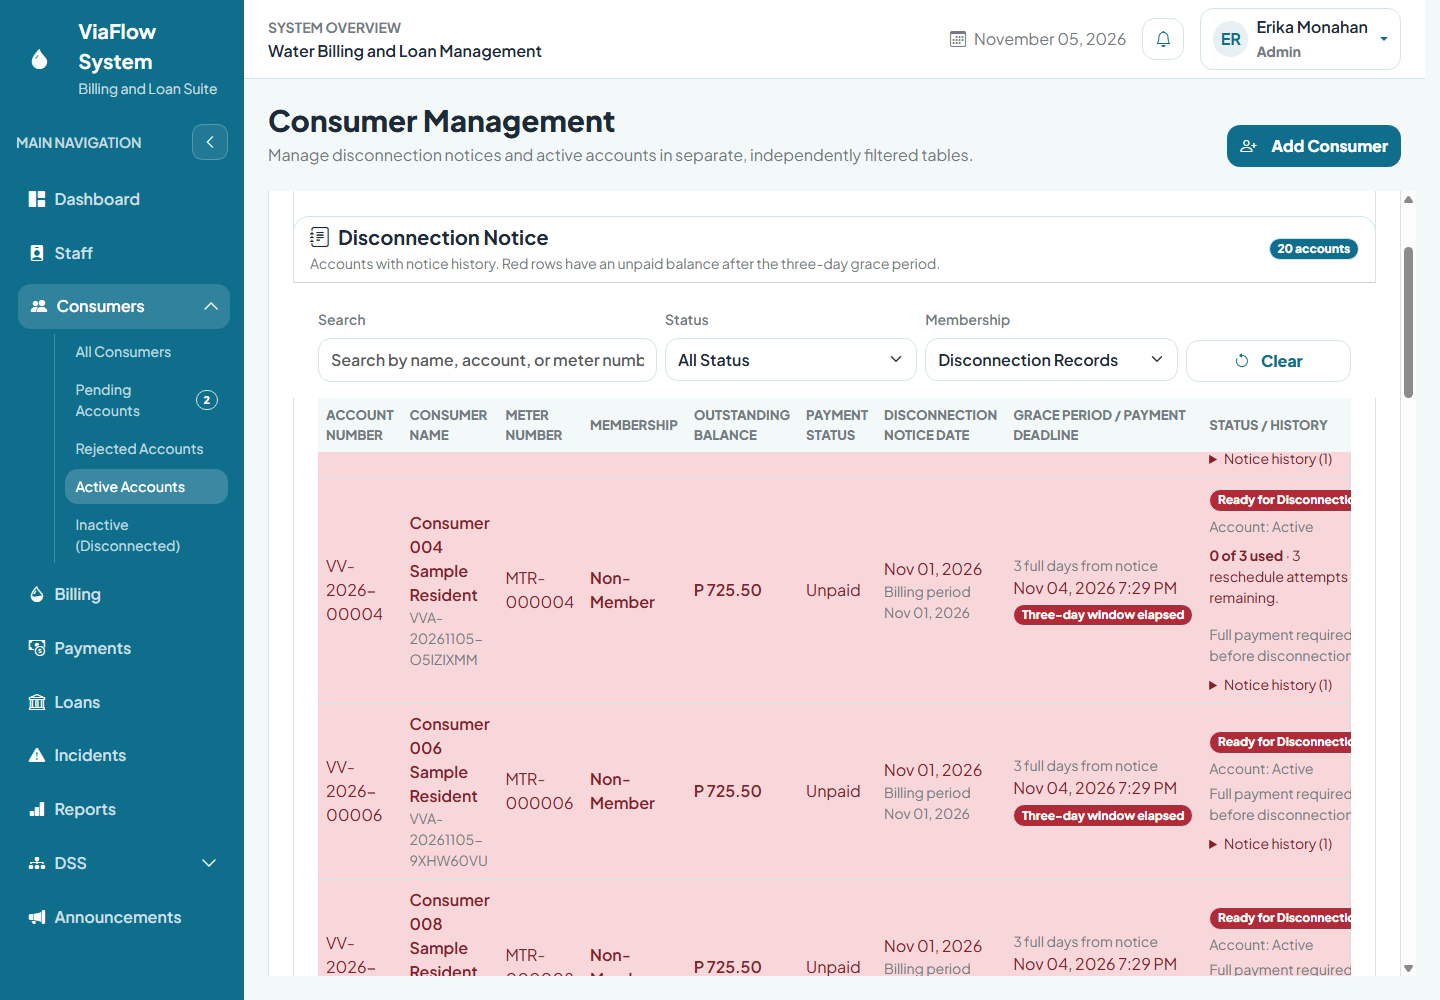 ViaFlow
System
Billing and Loan Suite
MAIN NAVIGATION
Dashboard
Staff
Consumers
All Consumers
Pending
Accounts
2
Rejected Accounts
Active Accounts
Inactive
(Disconnected)
Billing
Payments
Loans
Incidents
Reports
DSS
Announcements
SYSTEM OVERVIEW
Water Billing and Loan Management
November 05, 2026
ER
Erika Monahan
Admin
Consumer Management
Manage disconnection notices and active accounts in separate, independently filtered tables.
Add Consumer
Disconnection Notice
Accounts with notice history. Red rows have an unpaid balance after the three-day grace period.
20 accounts
Search
Status
Membership
Search by name, account, or meter numb
All Status
Disconnection Records
Clear
ACCOUNT
NUMBER
CONSUMER
NAME
METER
NUMBER
MEMBERSHIP
OUTSTANDING
BALANCE
PAYMENT
STATUS
DISCONNECTION
NOTICE DATE
GRACE PERIOD / PAYMENT
DEADLINE
STATUS / HISTORY
Notice history (1)
VV-
2026-
00004
Consumer
004
Sample
Resident
VVA-
20261105-
O5IZIXMM
MTR-
000004
Non-
Member
P 725.50
Unpaid
Nov 01, 2026
Billing period
Nov 01, 2026
3 full days from notice
Nov 04, 2026 7:29 PM
Three-day window elapsed
Ready for Disconnectio
Account: Active
0 of 3 used · 3
reschedule attempts
remaining.
Full payment required
before disconnection
Notice history (1)
VV-
2026-
00006
Consumer
006
Sample
Resident
VVA-
20261105-
9XHW60VU
MTR-
000006
Non-
Member
P 725.50
Unpaid
Nov 01, 2026
Billing period
Nov 01, 2026
3 full days from notice
Nov 04, 2026 7:29 PM
Three-day window elapsed
Ready for Disconnectio
Account: Active
Full payment required
before disconnection
Notice history (1)
VV-
2026-
Consumer
008
Sample
Resident
MTR-
Non-
P 725.50
Unpaid
Nov 01, 2026
Billing period
3 full days from notice
Nov 04, 2026 7:29 PM
Ready for Disconnectio
Account: Active
Full payment required